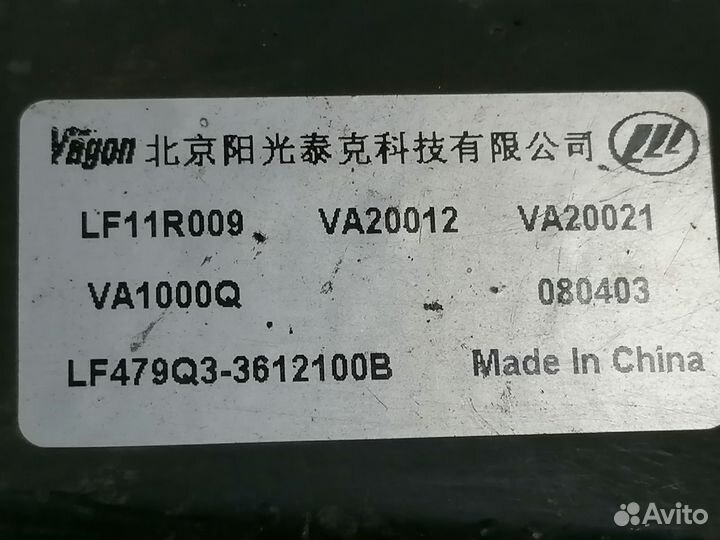 Vagon 北京阳光泰克科技有限公司
LF11R009 VA20012 VA20021
VA1000Q 080403
LF479Q3-3612100B Made In China
Avito